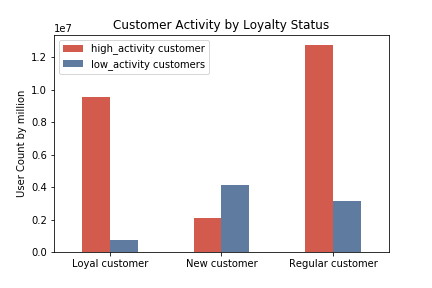 Customer Activity by Loyalty Status
1e7
high_activity customer
low_activity customers
User Count by million
1.2
1.0
0.8
0.6
0.4
0.2
0.0
Loyal customer
New customer
Regular customer